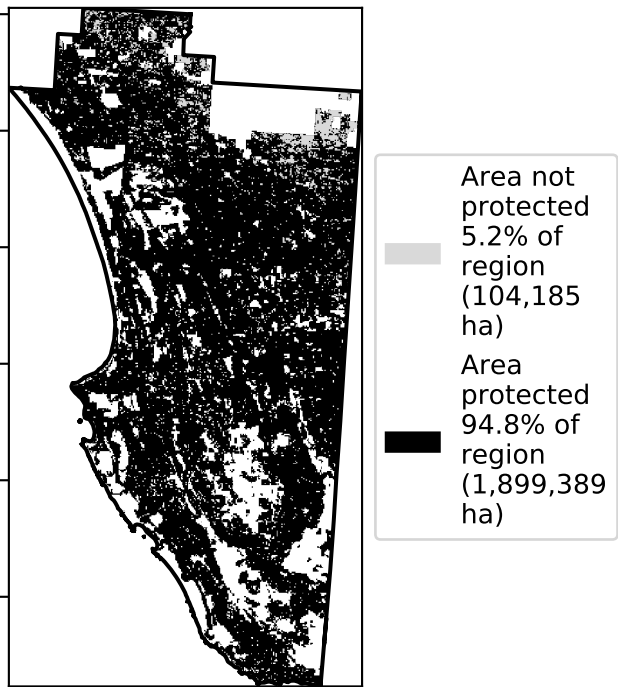 Area not
protected
5.2% of
region
(104,185
ha)
Area
protected
94.8% of
region
(1,899,389
ha)